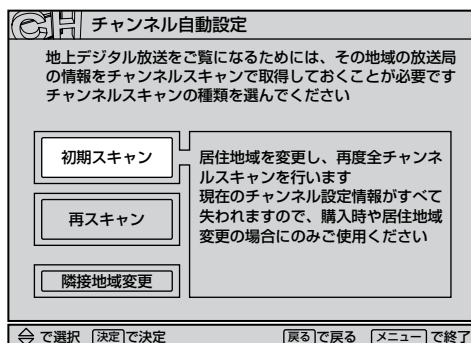 CH チャンネル自動設定
地上デジタル放送をご覧になるためには、その地域の放送局
の情報をチャンネルスキャンで取得しておくことが必要です
チャンネルスキャンの種類を選んでください
初期スキャン
居住地域を変更し、再度全チャンネ
ルスキャンを行います
現在のチャンネル設定情報がすべて
失われますので、購入時や居住地域
変更の場合にのみご使用ください
再スキャン
隣接地域変更
で選択 決定で決定 戻るで戻る メニューで終了